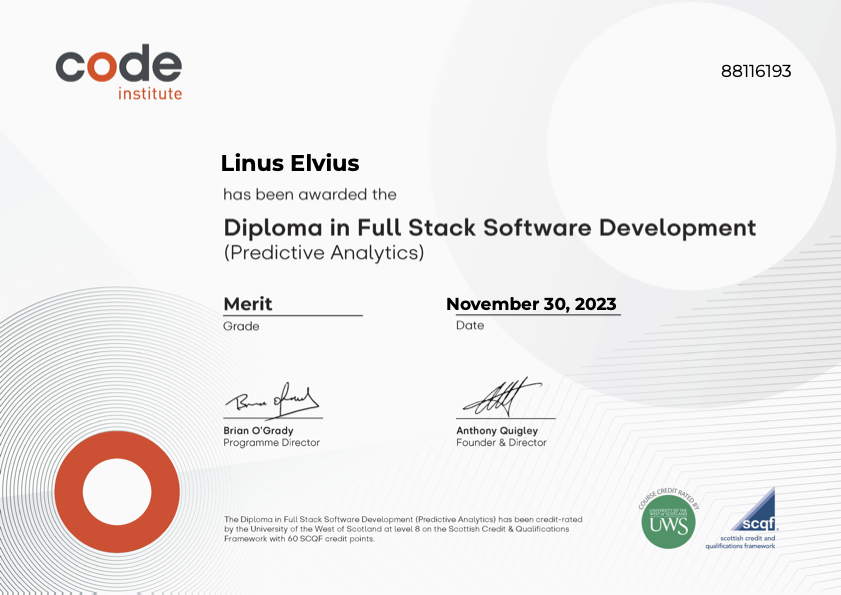 code
institute
88116193
Linus Elvius
has been awarded the
Diploma in Full Stack Software Development
(Predictive Analytics)
Merit
November 30, 2023
Grade
Date
Brian O'Grady
Programme Director
Anthony Quigley
Founder & Director
The Diploma in Full Stack Software Development (Predictive Analytics) has been credit-rated
by the University of the West of Scotland at level 8 on the Scottish Credit & Qualifications
Framework with 60 SCQF credit points.
COURSE CREDIT RATED BY
UNIVERSITY OF THE
WEST OF SCOTLAND
UWS
scqf
scottish credit and
qualifications framework